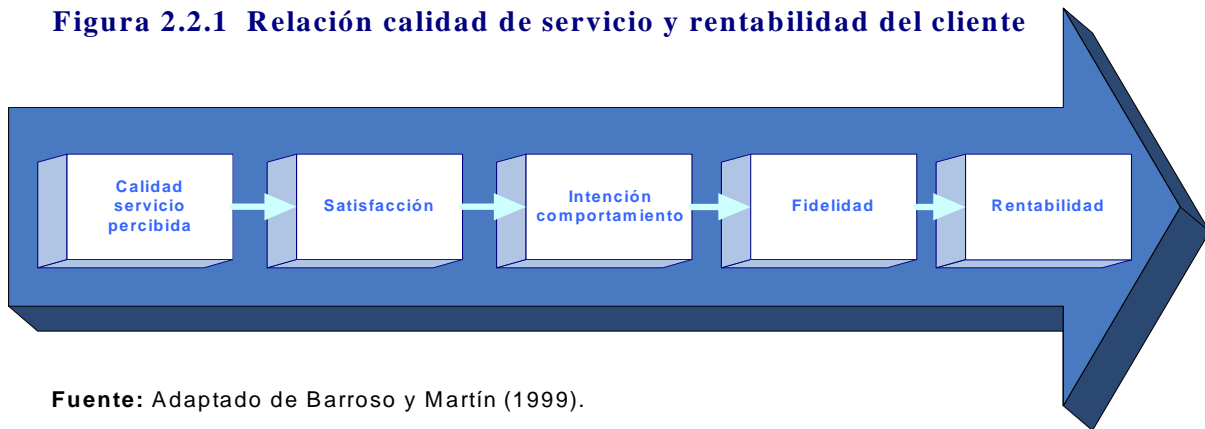 Figura 2.2.1 Relación calidad de servicio y rentabilidad del cliente
Calidad
servicio
percibida
Satisfacción
Intención
comportamiento
Fidelidad
Rentabilidad
Fuente: Adaptado de Barroso y Martín (1999).